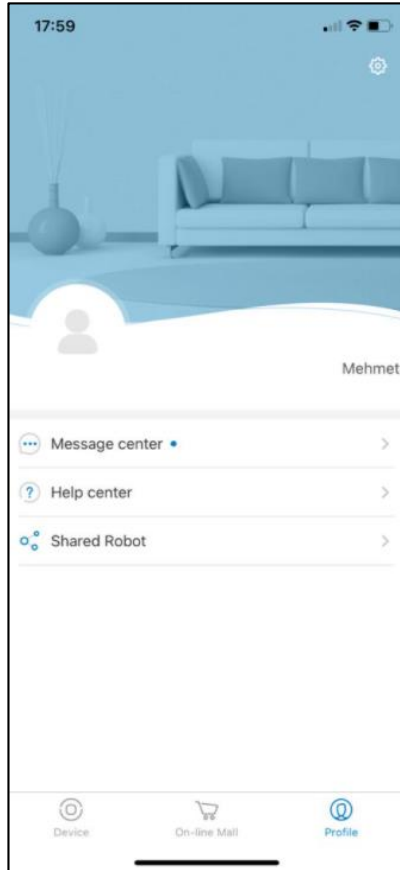 17:59
Mehmet
Message center
Help center
Shared Robot
Device
On-line Mall
Profile